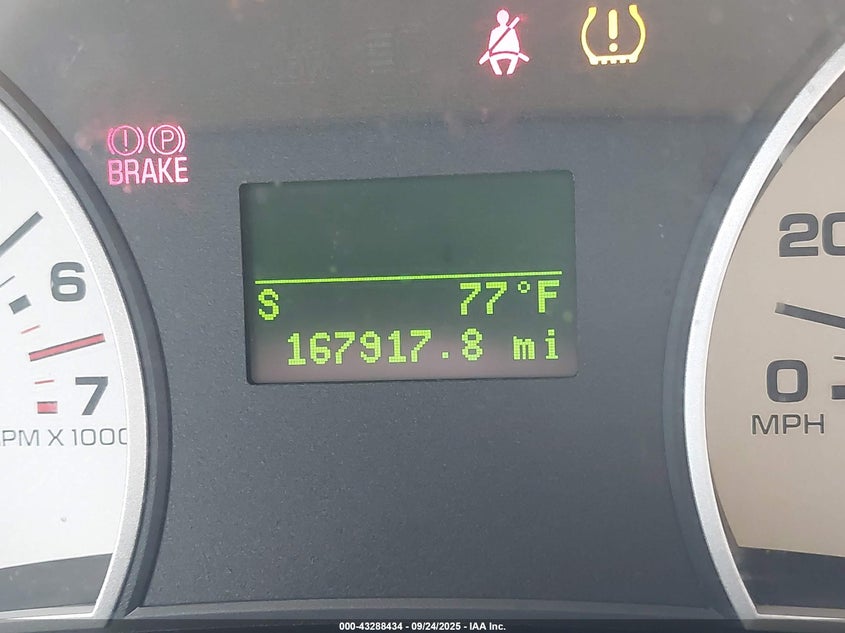 (!) (P)
BRAKE
20
6
S 77°F
167917.8 mi
7
0
MPH
PM X 1000
000-43288434 - 09/24/2025 - IAA Inc.